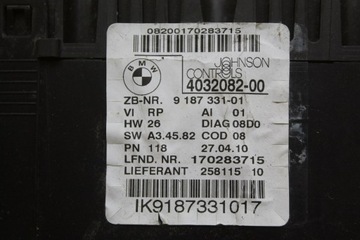 08200170283715
BMW
JOHNSON
CONTROLS
4032082-00
ZB-NR. 9 187 331-01
VI RP AI 01
HW 26 DIAG 08D0
SW A3.45.82 COD 08
PN 118 27.04.10
LFND. NR. 170283715
LIEFERANT 258115 10
IK9187331017